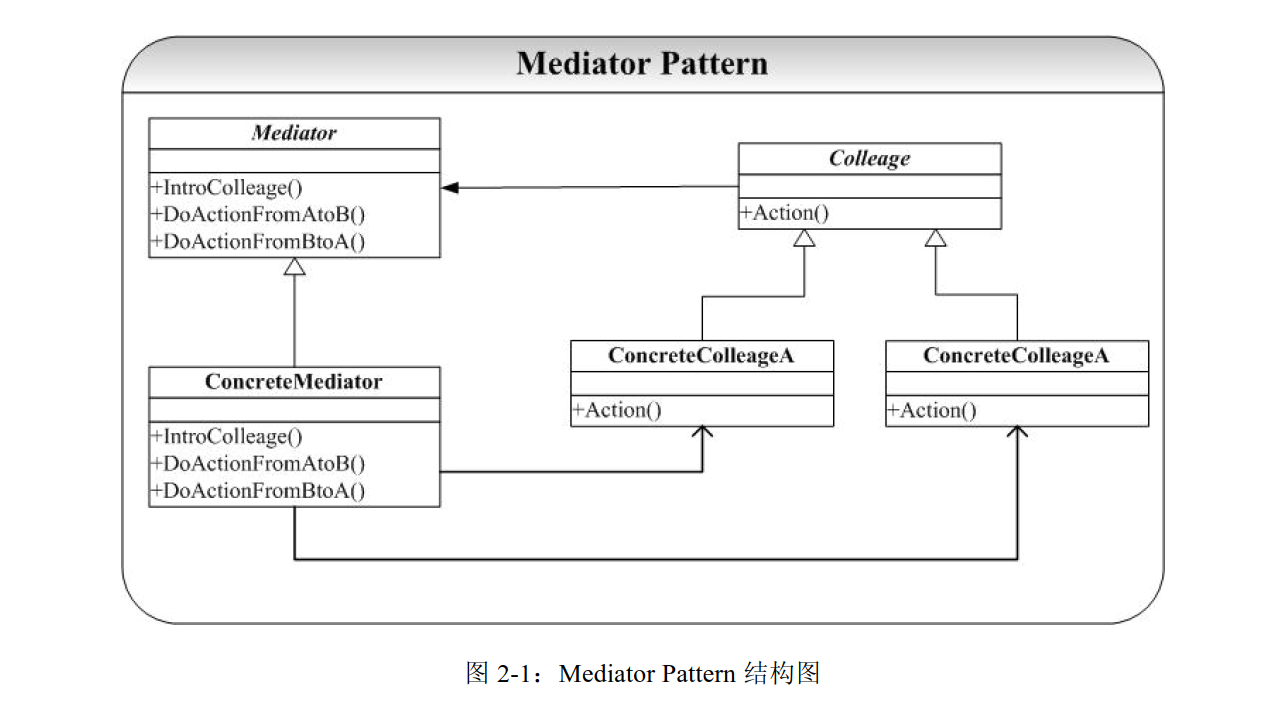 Mediator Pattern
Mediator
+IntroColleage()
+DoActionFromAtoB()
+DoActionFromBtoA()
Colleage
+Action()
ConcreteMediator
+IntroColleage()
+DoActionFromAtoB()
+DoActionFromBtoA()
ConcreteColleageA
+Action()
ConcreteColleageA
+Action()
图 2-1：Mediator Pattern 结构图